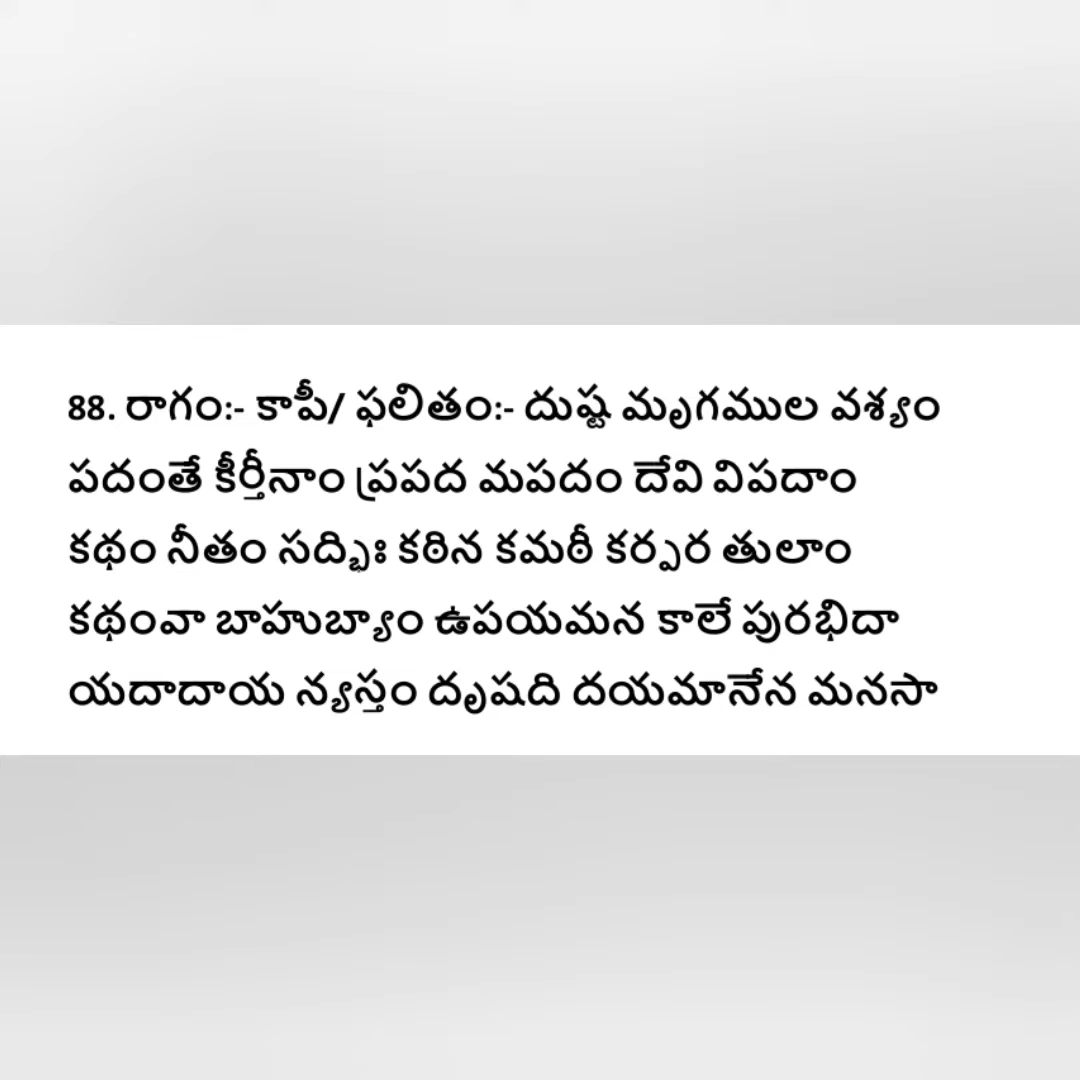 88. రాగం:- కాపీ/ ఫలితం:- దుష్ట మృగముల వశ్యం
పదంతే కీర్తీనాం ప్రపద మపదం దేవి విపదాం
కథం నీతం సద్భిః కఠిన కమఠీ కర్పర తులాం
కథంవా బాహుబ్యాం ఉపయమన కాలే పురభిదా
యదాదాయ న్యస్తం దృషది దయమానేన మనసా